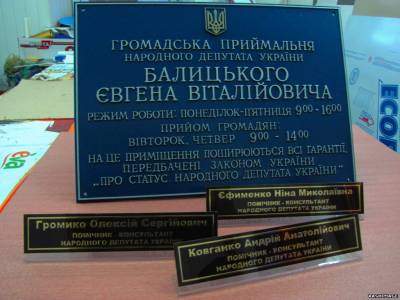 ГРОМАДСЬКА ПРИЙМАЛЬНЯ
НАРОДНОГО ДЕПУТАТА УКРАЇНИ
БАЛИЦЬКОГО
ЄВГЕНА ВІТАЛІЙОВИЧА
РЕЖИМ РОБОТИ: ПОНЕДІЛОК-П'ЯТНИЦЯ 9⁰⁰ - 16⁰⁰
ПРИЙОМ ГРОМАДЯН:
ВІВТОРОК, ЧЕТВЕР 9⁰⁰ - 14⁰⁰
НА ЦЕ ПРИМІЩЕННЯ ПОШИРЮЮТЬСЯ ВСІ ГАРАНТІЇ,
ПЕРЕДБАЧЕНІ ЗАКОНОМ УКРАЇНИ
"ПРО СТАТУС НАРОДНОГО ДЕПУТАТА УКРАЇНИ"
Єфименко Ніна Миколаївна
ПОМІЧНИК - КОНСУЛЬТАНТ
НАРОДНОГО ДЕПУТАТА УКРАЇНИ
Громико Олексій Сергійович
ПОМІЧНИК - КОНСУЛЬТАНТ
НАРОДНОГО ДЕПУТАТА УКРАЇНИ
Ковганко Андрій Анатолійович
ПОМІЧНИК - КОНСУЛЬТАНТ
НАРОДНОГО ДЕПУТАТА УКРАЇНИ